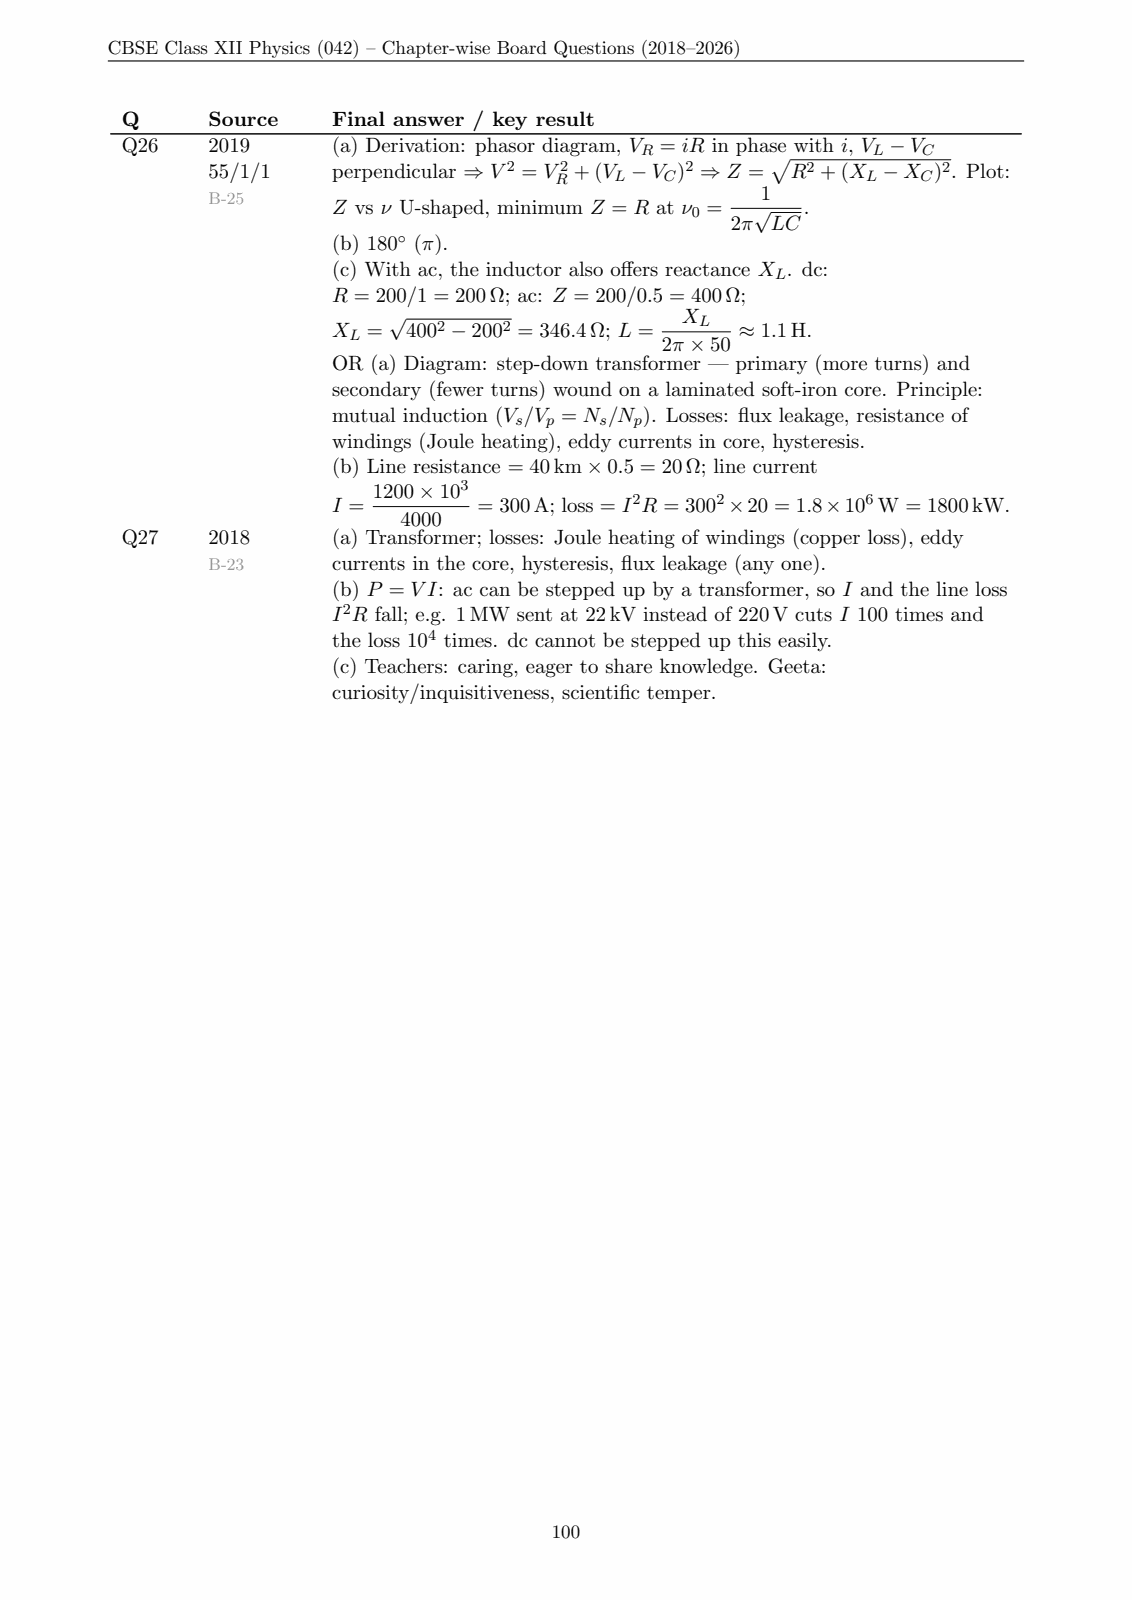 CBSE Class XII Physics (042) – Chapter-wise Board Questions (2018–2026)
Q Source Final answer / key result
Q26 2019 (a) Derivation: phasor diagram, V_R = iR in phase with i, V_L − V_C
55/1/1 perpendicular ⇒ V² = V_R² + (V_L − V_C)² ⇒ Z = √(R² + (X_L − X_C)²). Plot:
B-25 Z vs ν U-shaped, minimum Z = R at ν₀ = 1/(2π√(LC)).
(b) 180° (π).
(c) With ac, the inductor also offers reactance X_L. dc:
R = 200/1 = 200 Ω; ac: Z = 200/0.5 = 400 Ω;
X_L = √(400² − 200²) = 346.4 Ω; L = X_L/(2π × 50) ≈ 1.1 H.
OR (a) Diagram: step-down transformer — primary (more turns) and
secondary (fewer turns) wound on a laminated soft-iron core. Principle:
mutual induction (V_s/V_p = N_s/N_p). Losses: flux leakage, resistance of
windings (Joule heating), eddy currents in core, hysteresis.
(b) Line resistance = 40 km × 0.5 = 20 Ω; line current
I = (1200 × 10³)/4000 = 300 A; loss = I²R = 300² × 20 = 1.8 × 10⁶ W = 1800 kW.
Q27 2018 (a) Transformer; losses: Joule heating of windings (copper loss), eddy
B-23 currents in the core, hysteresis, flux leakage (any one).
(b) P = VI: ac can be stepped up by a transformer, so I and the line loss
I²R fall; e.g. 1 MW sent at 22 kV instead of 220 V cuts I 100 times and
the loss 10⁴ times. dc cannot be stepped up this easily.
(c) Teachers: caring, eager to share knowledge. Geeta:
curiosity/inquisitiveness, scientific temper.
100